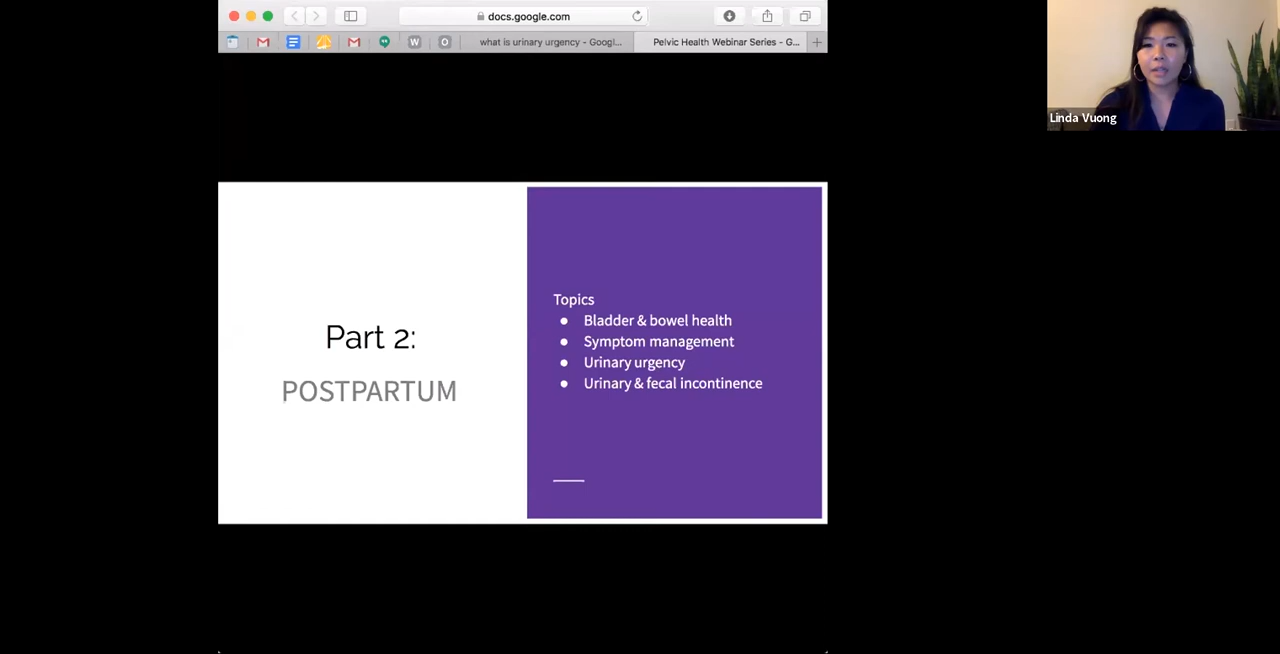 docs.google.com
W
O
what is urinary urgency - Googl...
Pelvic Health Webinar Series - G...
Linda Vuong
Part 2:
POSTPARTUM
Topics
● Bladder & bowel health
● Symptom management
● Urinary urgency
● Urinary & fecal incontinence